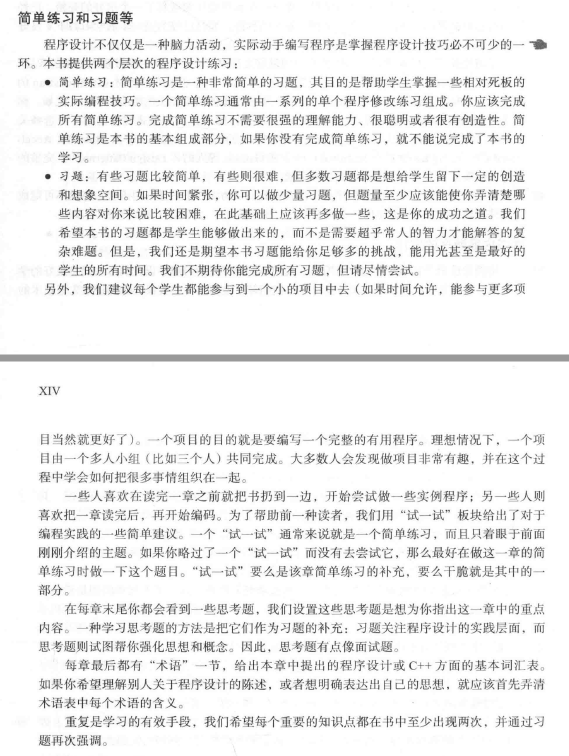 简单练习和习题等
程序设计不仅仅是一种脑力活动，实际动手编写程序是掌握程序设计技巧必不可少的一
环。本书提供两个层次的程序设计练习：
● 简单练习：简单练习是一种非常简单的习题，其目的是帮助学生掌握一些相对死板的
实际编程技巧。一个简单练习通常由一系列的单个程序修改练习组成。你应该完成
所有简单练习。完成简单练习不需要很强的理解能力、很聪明或者很有创造性。简
单练习是本书的基本组成部分，如果你没有完成简单练习，就不能说完成了本书的
学习。
● 习题：有些习题比较简单，有些则很难，但多数习题都是想给学生留下一定的创造
和想象空间。如果时间紧张，你可以做少量习题，但题量至少应该能使你弄清楚哪
些内容对你来说比较困难，在此基础上应该再多做一些，这是你的成功之道。我们
希望本书的习题都是学生能够做出来的，而不是需要超乎常人的智力才能解答的复
杂难题。但是，我们还是期望本书习题能给你足够多的挑战，能用光甚至是最好的
学生的所有时间。我们不期待你能完成所有习题，但请尽情尝试。
另外，我们建议每个学生都能参与到一个小的项目中去（如果时间允许，能参与更多项
XIV
目当然就更好了）。一个项目的目的就是要编写一个完整的有用程序。理想情况下，一个项
目由一个多人小组（比如三个人）共同完成。大多数人会发现做项目非常有趣，并在这个过
程中学会如何把很多事情组织在一起。
一些人喜欢在读完一章之前就把书扔到一边，开始尝试做一些实例程序；另一些人则
喜欢把一章读完后，再开始编码。为了帮助前一种读者，我们用“试一试”板块给出了对于
编程实践的一些简单建议。一个“试一试”通常来说就是一个简单练习，而且只着眼于前面
刚刚介绍的主题。如果你略过了一个“试一试”而没有去尝试它，那么最好在做这一章的简
单练习时做一下这个题目。“试一试”要么是该章简单练习的补充，要么干脆就是其中的一
部分。
在每章末尾你都会看到一些思考题，我们设置这些思考题是想为你指出这一章中的重点
内容。一种学习思考题的方法是把它们作为习题的补充：习题关注程序设计的实践层面，而
思考题则试图帮你强化思想和概念。因此，思考题有点像面试题。
每章最后都有“术语”一节，给出本章中提出的程序设计或 C++ 方面的基本词汇表。
如果你希望理解别人关于程序设计的陈述，或者想明确表达出自己的思想，就应该首先弄清
术语表中每个术语的含义。
重复是学习的有效手段，我们希望每个重要的知识点都在书中至少出现两次，并通过习
题再次强调。